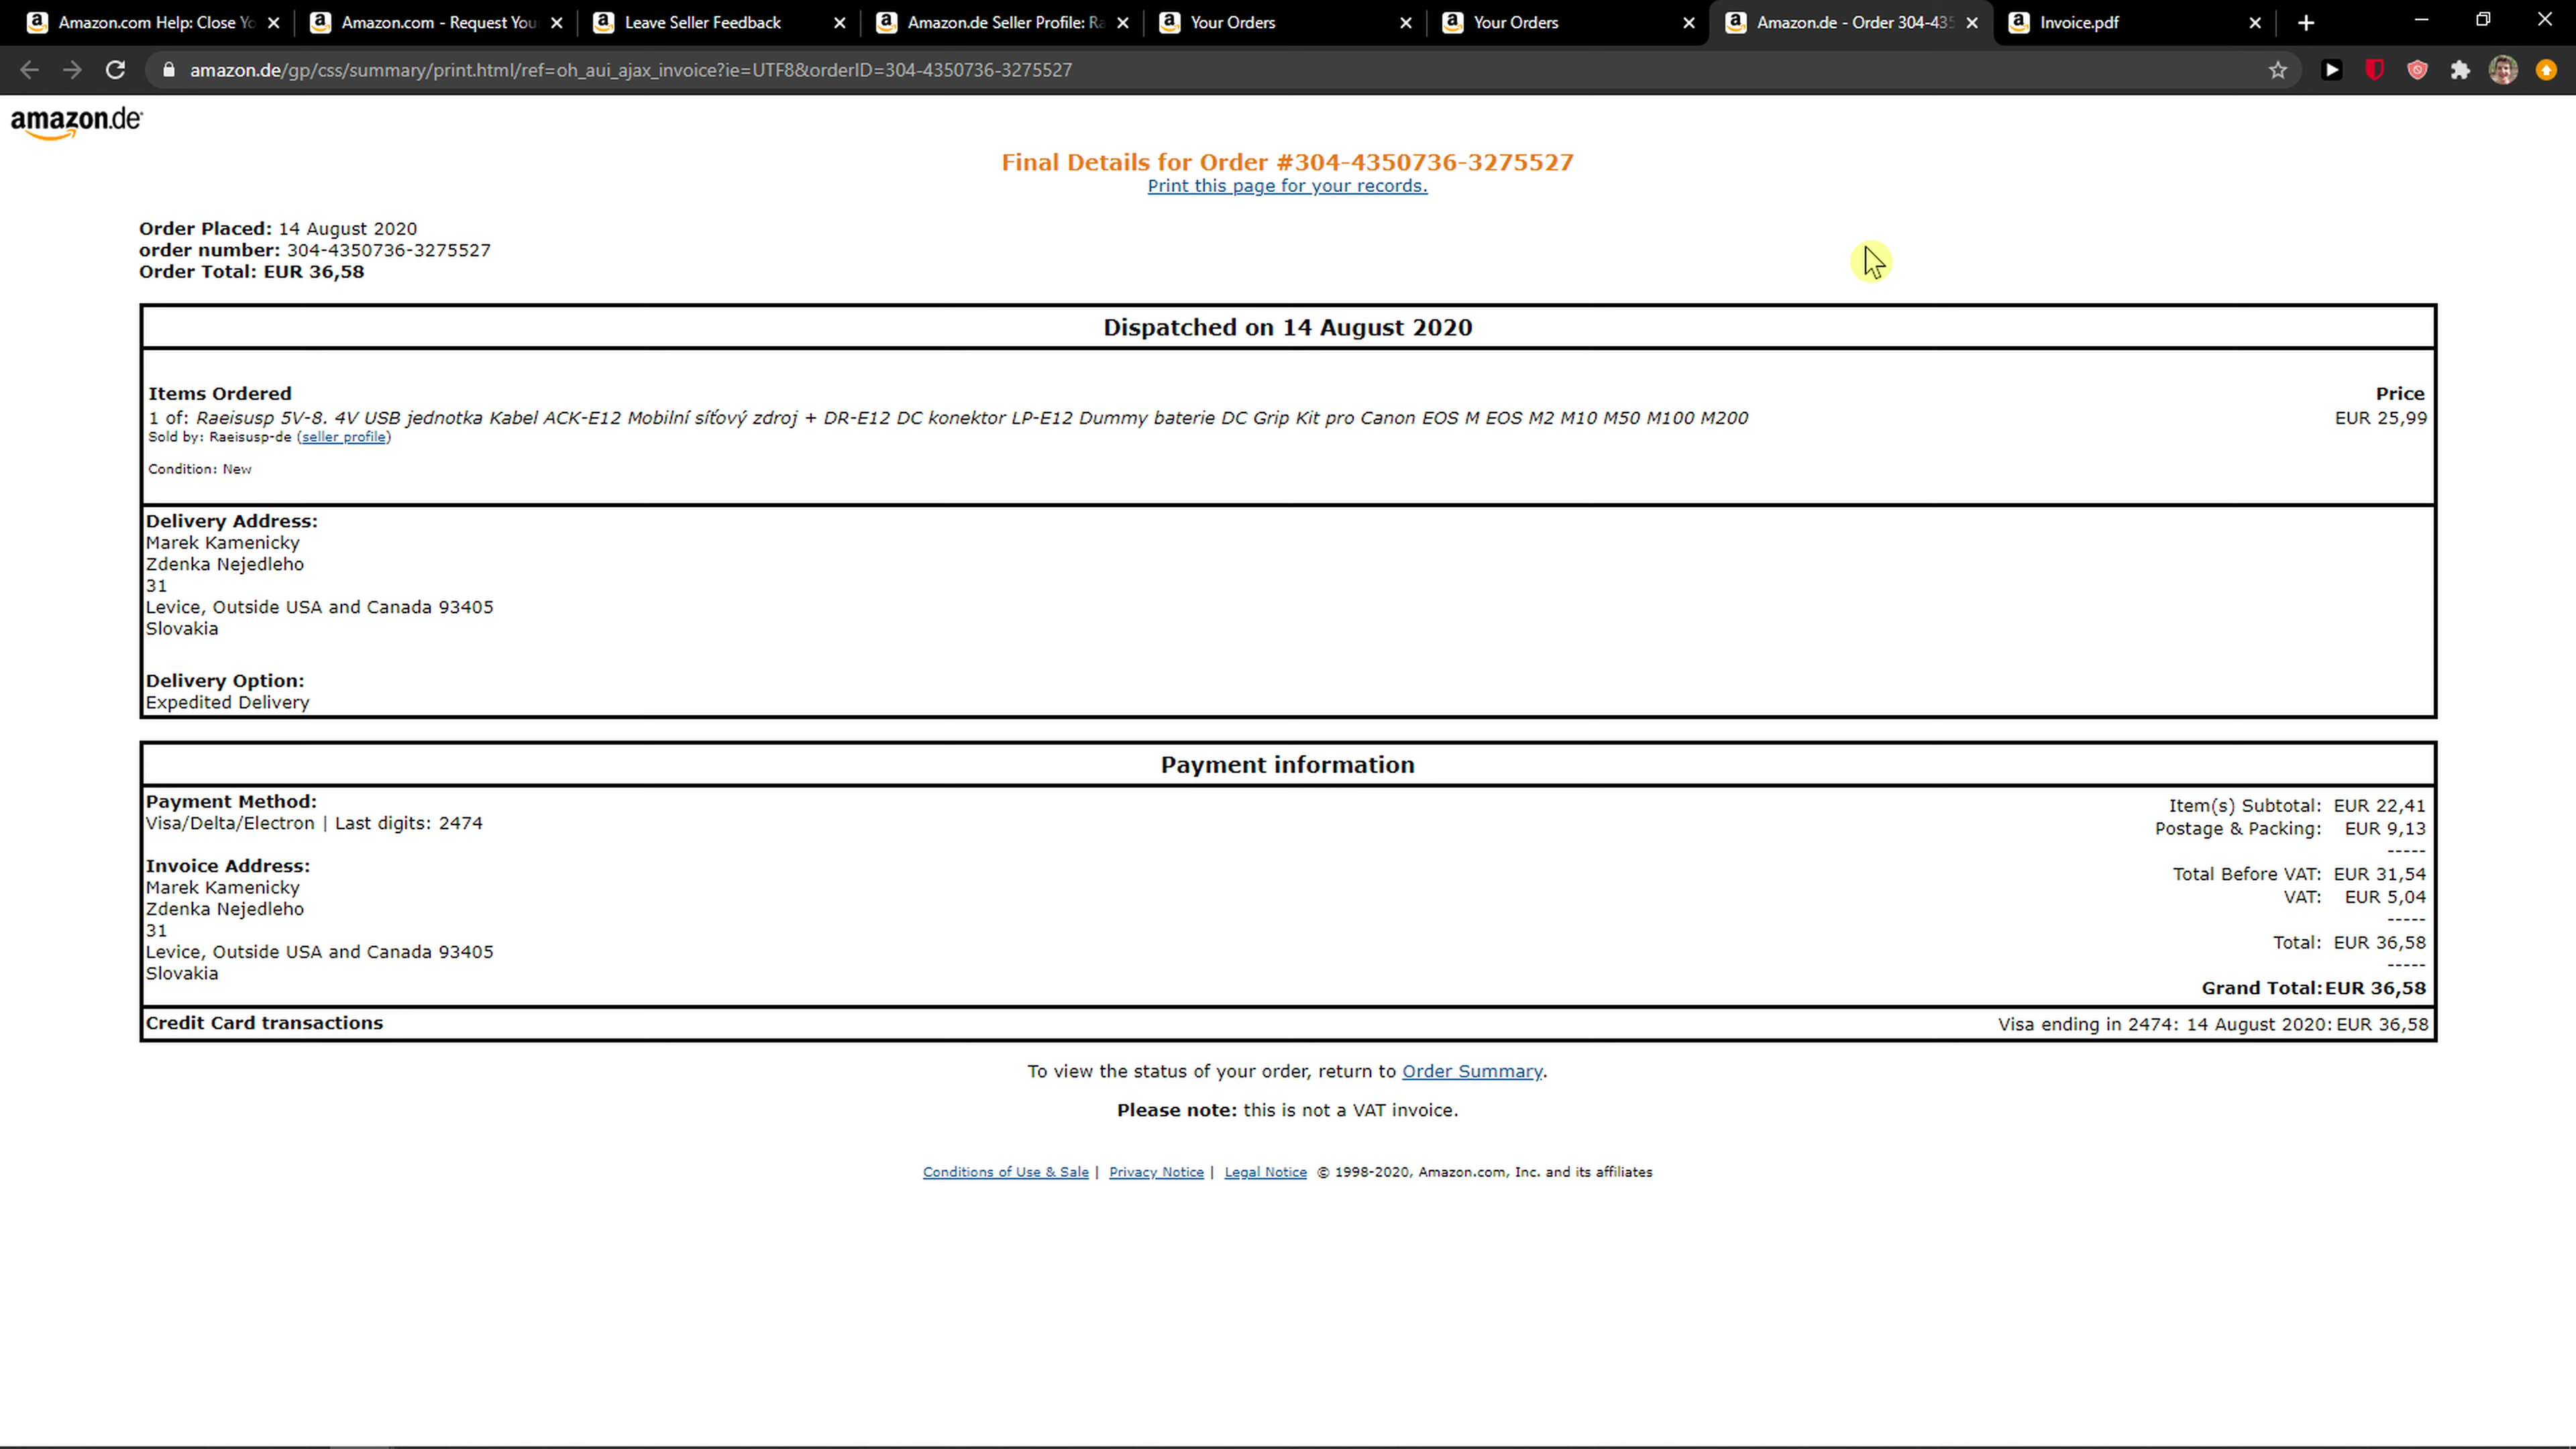 Amazon.com Help: Close Yo
Amazon.com - Request You
Leave Seller Feedback
Amazon.de Seller Profile: Ra
Your Orders
Your Orders
Amazon.de - Order 304-435
Invoice.pdf
amazon.de/gp/css/summary/print.html/ref=oh_aui_ajax_invoice?ie=UTF8&orderID=304-4350736-3275527
amazon.de
Final Details for Order #304-4350736-3275527
Print this page for your records.
Order Placed: 14 August 2020
order number: 304-4350736-3275527
Order Total: EUR 36,58
Dispatched on 14 August 2020
Items Ordered Price
1 of: Raeisusp 5V-8. 4V USB jednotka Kabel ACK-E12 Mobilní síťový zdroj + DR-E12 DC konektor LP-E12 Dummy baterie DC Grip Kit pro Canon EOS M EOS M2 M10 M50 M100 M200 EUR 25,99
Sold by: Raeisusp-de (seller profile)
Condition: New
Delivery Address:
Marek Kamenicky
Zdenka Nejedleho
31
Levice, Outside USA and Canada 93405
Slovakia
Delivery Option:
Expedited Delivery
Payment information
Payment Method:
Visa/Delta/Electron | Last digits: 2474
Invoice Address:
Marek Kamenicky
Zdenka Nejedleho
31
Levice, Outside USA and Canada 93405
Slovakia
Item(s) Subtotal: EUR 22,41
Postage & Packing: EUR 9,13
-----
Total Before VAT: EUR 31,54
VAT: EUR 5,04
-----
Total: EUR 36,58
-----
Grand Total: EUR 36,58
Credit Card transactions Visa ending in 2474: 14 August 2020: EUR 36,58
To view the status of your order, return to Order Summary.
Please note: this is not a VAT invoice.
Conditions of Use & Sale | Privacy Notice | Legal Notice © 1998-2020, Amazon.com, Inc. and its affiliates